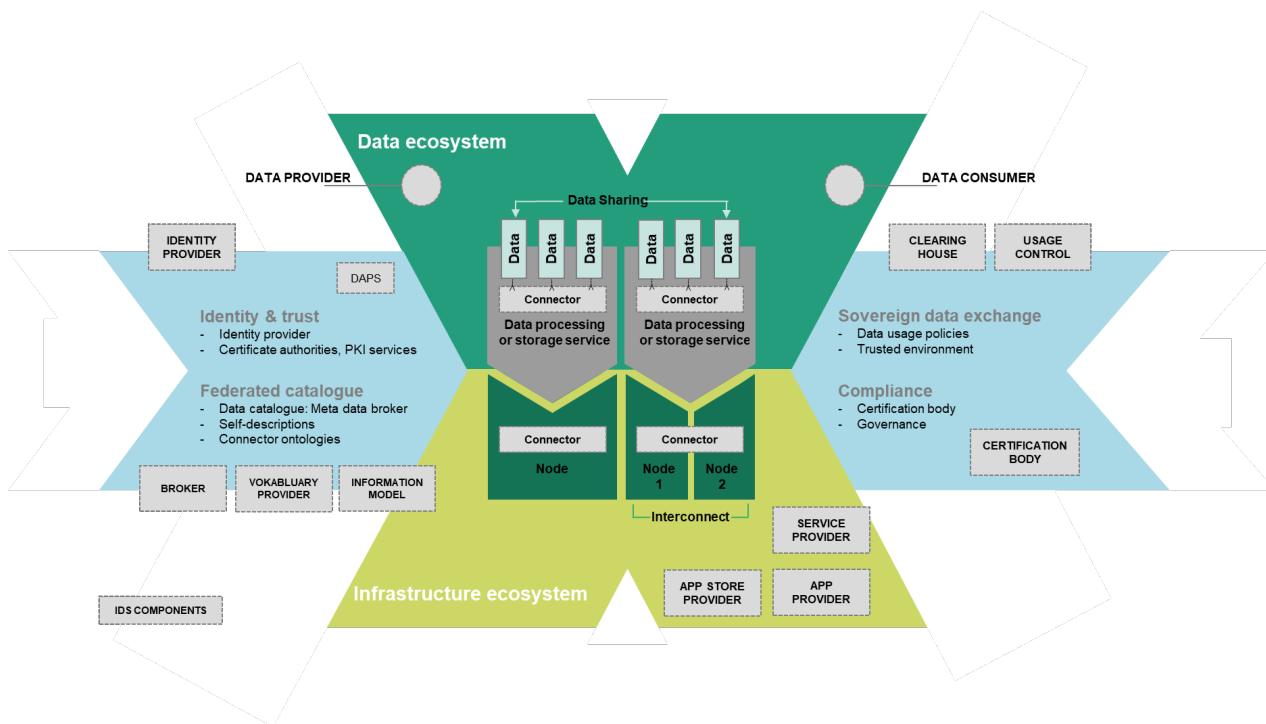 Data ecosystem
DATA PROVIDER
DATA CONSUMER
Data Sharing
Data
Data
Data
Data
Data
Data
IDENTITY
PROVIDER
DAPS
CLEARING
HOUSE
USAGE
CONTROL
Connector
Connector
Data processing
or storage service
Data processing
or storage service
Identity & trust
- Identity provider
- Certificate authorities, PKI services
Sovereign data exchange
- Data usage policies
- Trusted environment
Federated catalogue
- Data catalogue: Meta data broker
- Self-descriptions
- Connector ontologies
Compliance
- Certification body
- Governance
Connector
Node
Connector
Node
1
Node
2
Interconnect
CERTIFICATION
BODY
BROKER
VOKABLUARY
PROVIDER
INFORMATION
MODEL
SERVICE
PROVIDER
APP STORE
PROVIDER
APP
PROVIDER
Infrastructure ecosystem
IDS COMPONENTS